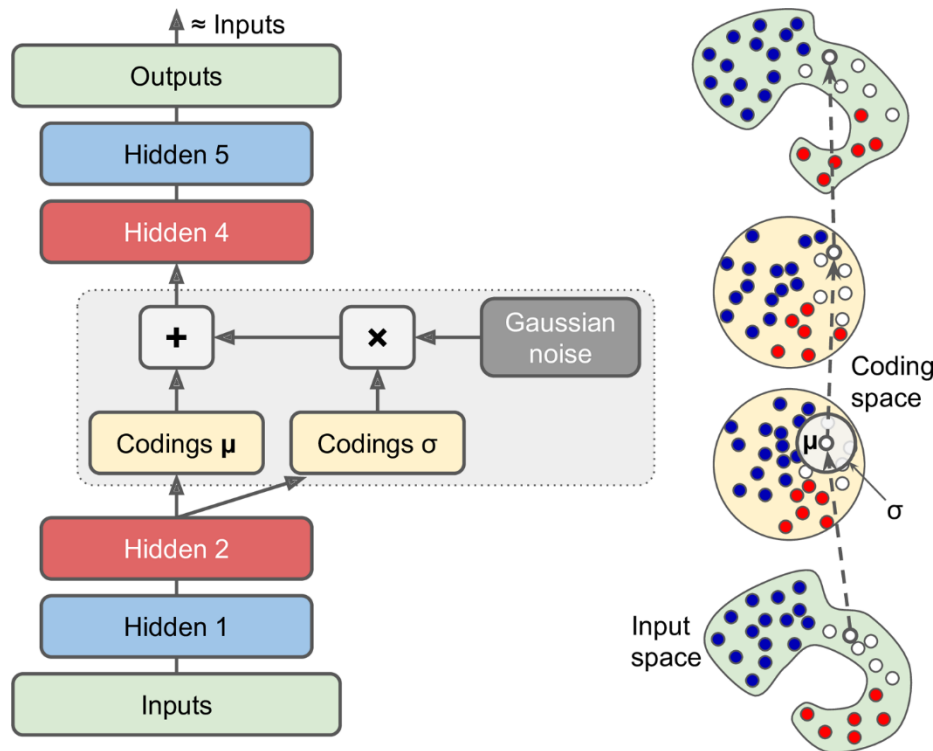 ≈ Inputs
Outputs
Hidden 5
Hidden 4
+
×
Gaussian
noise
Codings μ
Codings σ
Hidden 2
Hidden 1
Inputs
Coding
space
μ
σ
Input
space